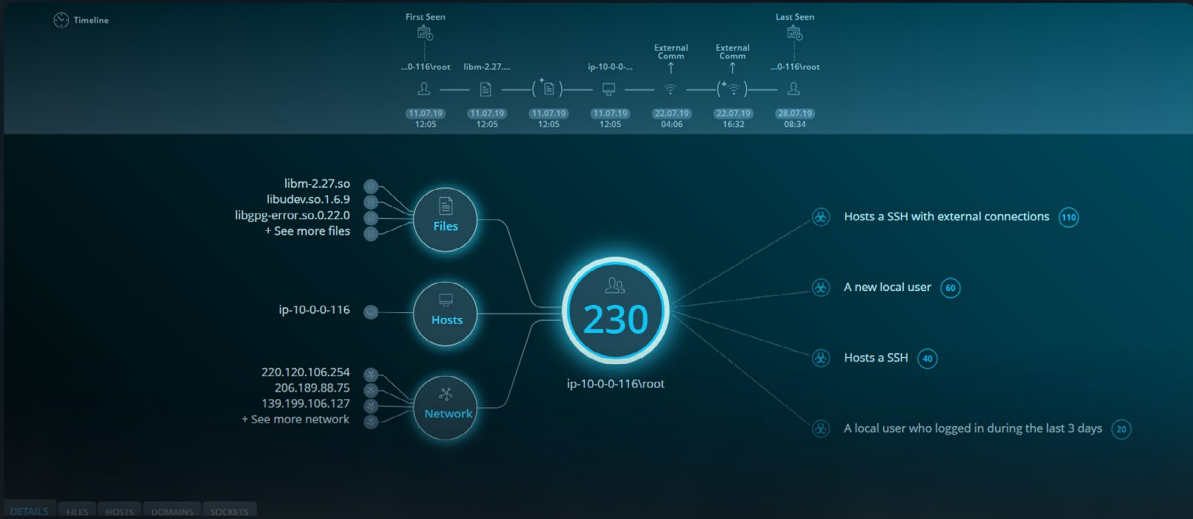 Timeline
First Seen
Last Seen
External
Comm
External
Comm
...0-116\root
libm-2.27....
ip-10-0-0-...
...0-116\root
11.07.19
12:05
11.07.19
12:05
11.07.19
12:05
11.07.19
12:05
22.07.19
04:06
22.07.19
16:32
28.07.19
08:34
libm-2.27.so
libudev.so.1.6.9
libgpg-error.so.0.22.0
+ See more files
Files
ip-10-0-0-116
Hosts
220.120.106.254
206.189.88.75
139.199.106.127
+ See more network
Network
230
ip-10-0-0-116\root
Hosts a SSH with external connections 110
A new local user 60
Hosts a SSH 40
A local user who logged in during the last 3 days 20
DETAILS FILES HOSTS DOMAINS SOCKETS